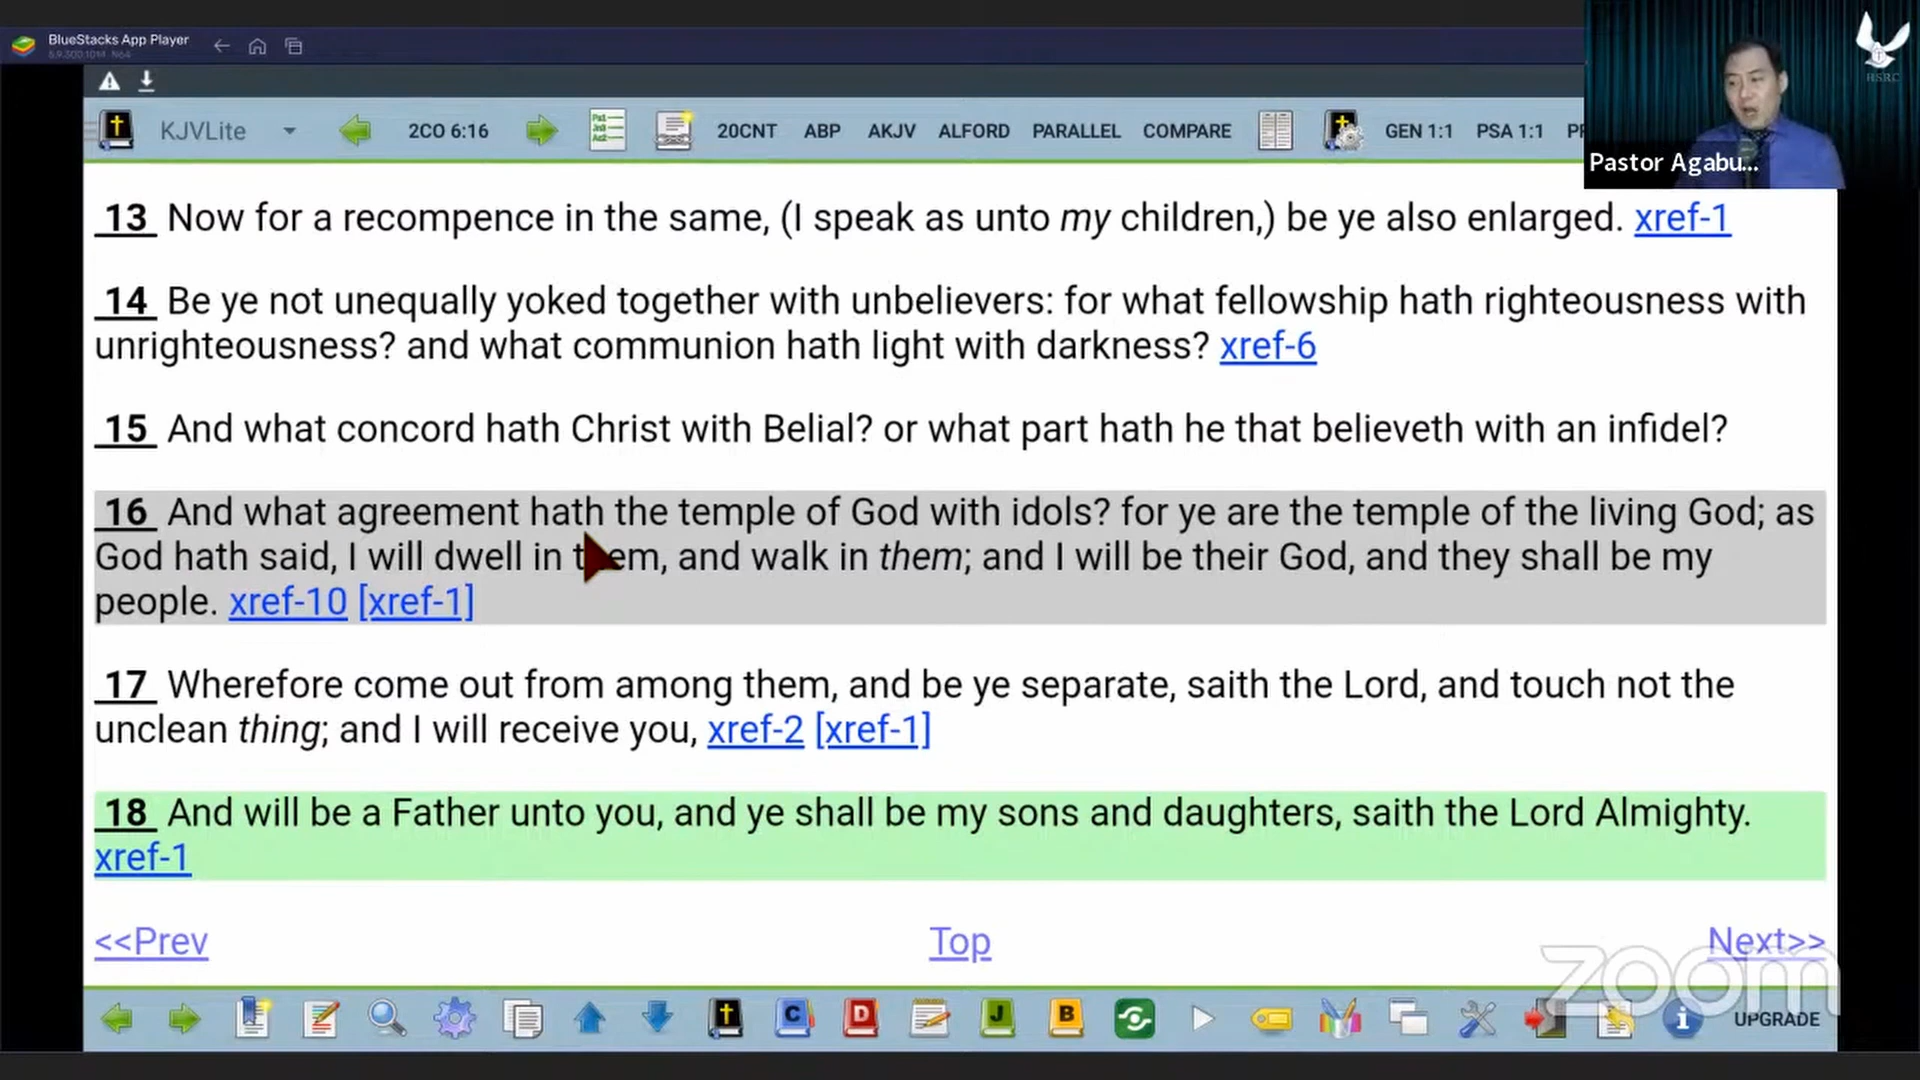 BlueStacks App Player
5.9.300.1014 N64
HSRC
KJVLite 2CO 6:16 20CNT ABP AKJV ALFORD PARALLEL COMPARE GEN 1:1 PSA 1:1
Pastor Agabu...
13 Now for a recompence in the same, (I speak as unto my children,) be ye also enlarged. xref-1
14 Be ye not unequally yoked together with unbelievers: for what fellowship hath righteousness with
unrighteousness? and what communion hath light with darkness? xref-6
15 And what concord hath Christ with Belial? or what part hath he that believeth with an infidel?
16 And what agreement hath the temple of God with idols? for ye are the temple of the living God; as
God hath said, I will dwell in them, and walk in them; and I will be their God, and they shall be my
people. xref-10 [xref-1]
17 Wherefore come out from among them, and be ye separate, saith the Lord, and touch not the
unclean thing; and I will receive you, xref-2 [xref-1]
18 And will be a Father unto you, and ye shall be my sons and daughters, saith the Lord Almighty.
xref-1
<<Prev Top Next>>
zoom
C D J B UPGRADE